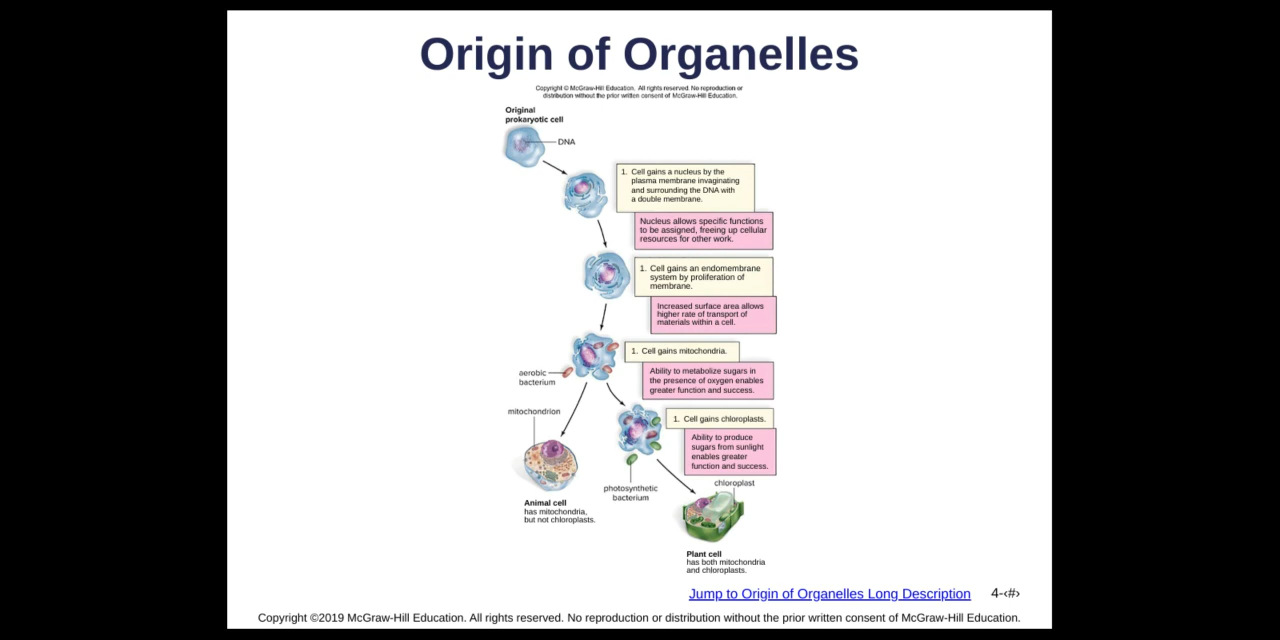 Origin of Organelles
Copyright © McGraw-Hill Education. All rights reserved. No reproduction or
distribution without the prior written consent of McGraw-Hill Education.
Original
prokaryotic cell
DNA
1. Cell gains a nucleus by the
plasma membrane invaginating
and surrounding the DNA with
a double membrane.
Nucleus allows specific functions
to be assigned, freeing up cellular
resources for other work.
1. Cell gains an endomembrane
system by proliferation of
membrane.
Increased surface area allows
higher rate of transport of
materials within a cell.
1. Cell gains mitochondria.
aerobic
bacterium
Ability to metabolize sugars in
the presence of oxygen enables
greater function and success.
mitochondrion
1. Cell gains chloroplasts.
Ability to produce
sugars from sunlight
enables greater
function and success.
photosynthetic
bacterium
chloroplast
Animal cell
has mitochondria,
but not chloroplasts.
Plant cell
has both mitochondria
and chloroplasts.
Jump to Origin of Organelles Long Description
4-‹#›
Copyright ©2019 McGraw-Hill Education. All rights reserved. No reproduction or distribution without the prior written consent of McGraw-Hill Education.